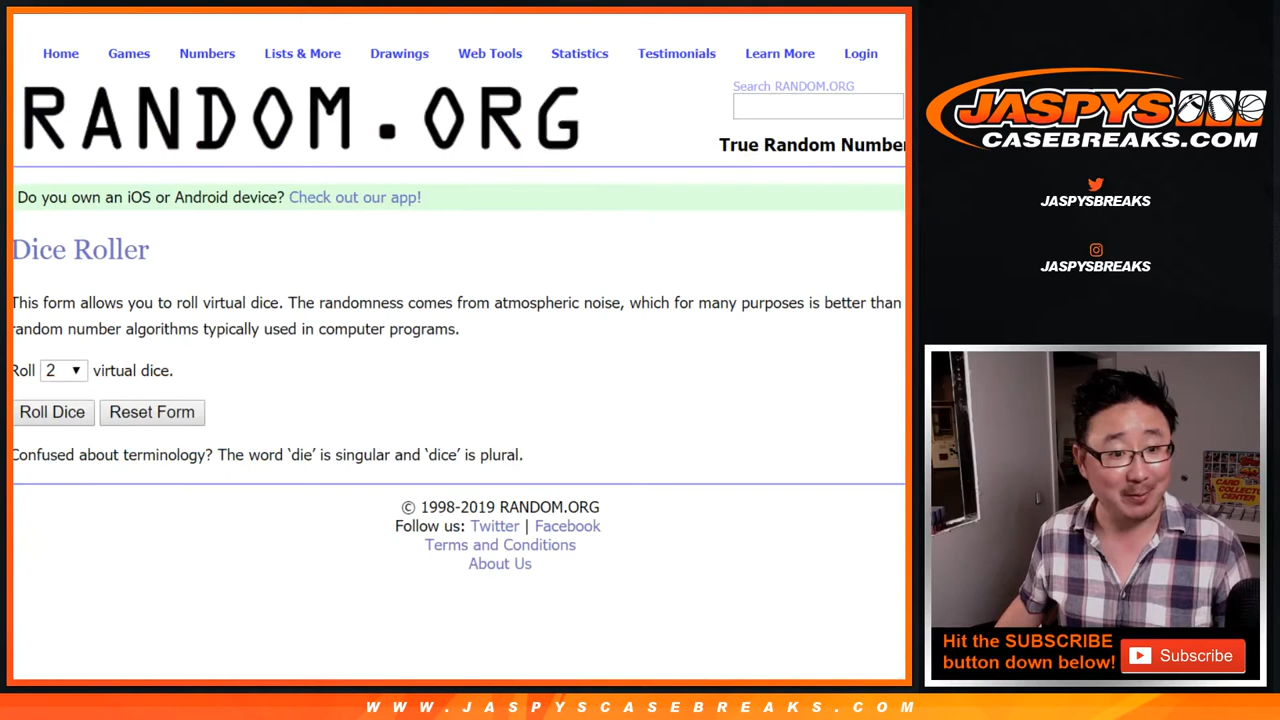 Home Games Numbers Lists & More Drawings Web Tools Statistics Testimonials Learn More Login
RANDOM.ORG
Search RANDOM.ORG
True Random Number
Do you own an iOS or Android device? Check out our app!
Dice Roller
This form allows you to roll virtual dice. The randomness comes from atmospheric noise, which for many purposes is better than
random number algorithms typically used in computer programs.
Roll 2 virtual dice.
Roll Dice Reset Form
Confused about terminology? The word ‘die’ is singular and ‘dice’ is plural.
© 1998-2019 RANDOM.ORG
Follow us: Twitter | Facebook
Terms and Conditions
About Us
JASPYS
CASEBREAKS.COM
JASPYSBREAKS
JASPYSBREAKS
CARD
COLLECTOR
CENTER
Hit the SUBSCRIBE
button down below!
Subscribe
WWW.JASPYSCASEBREAKS.COM